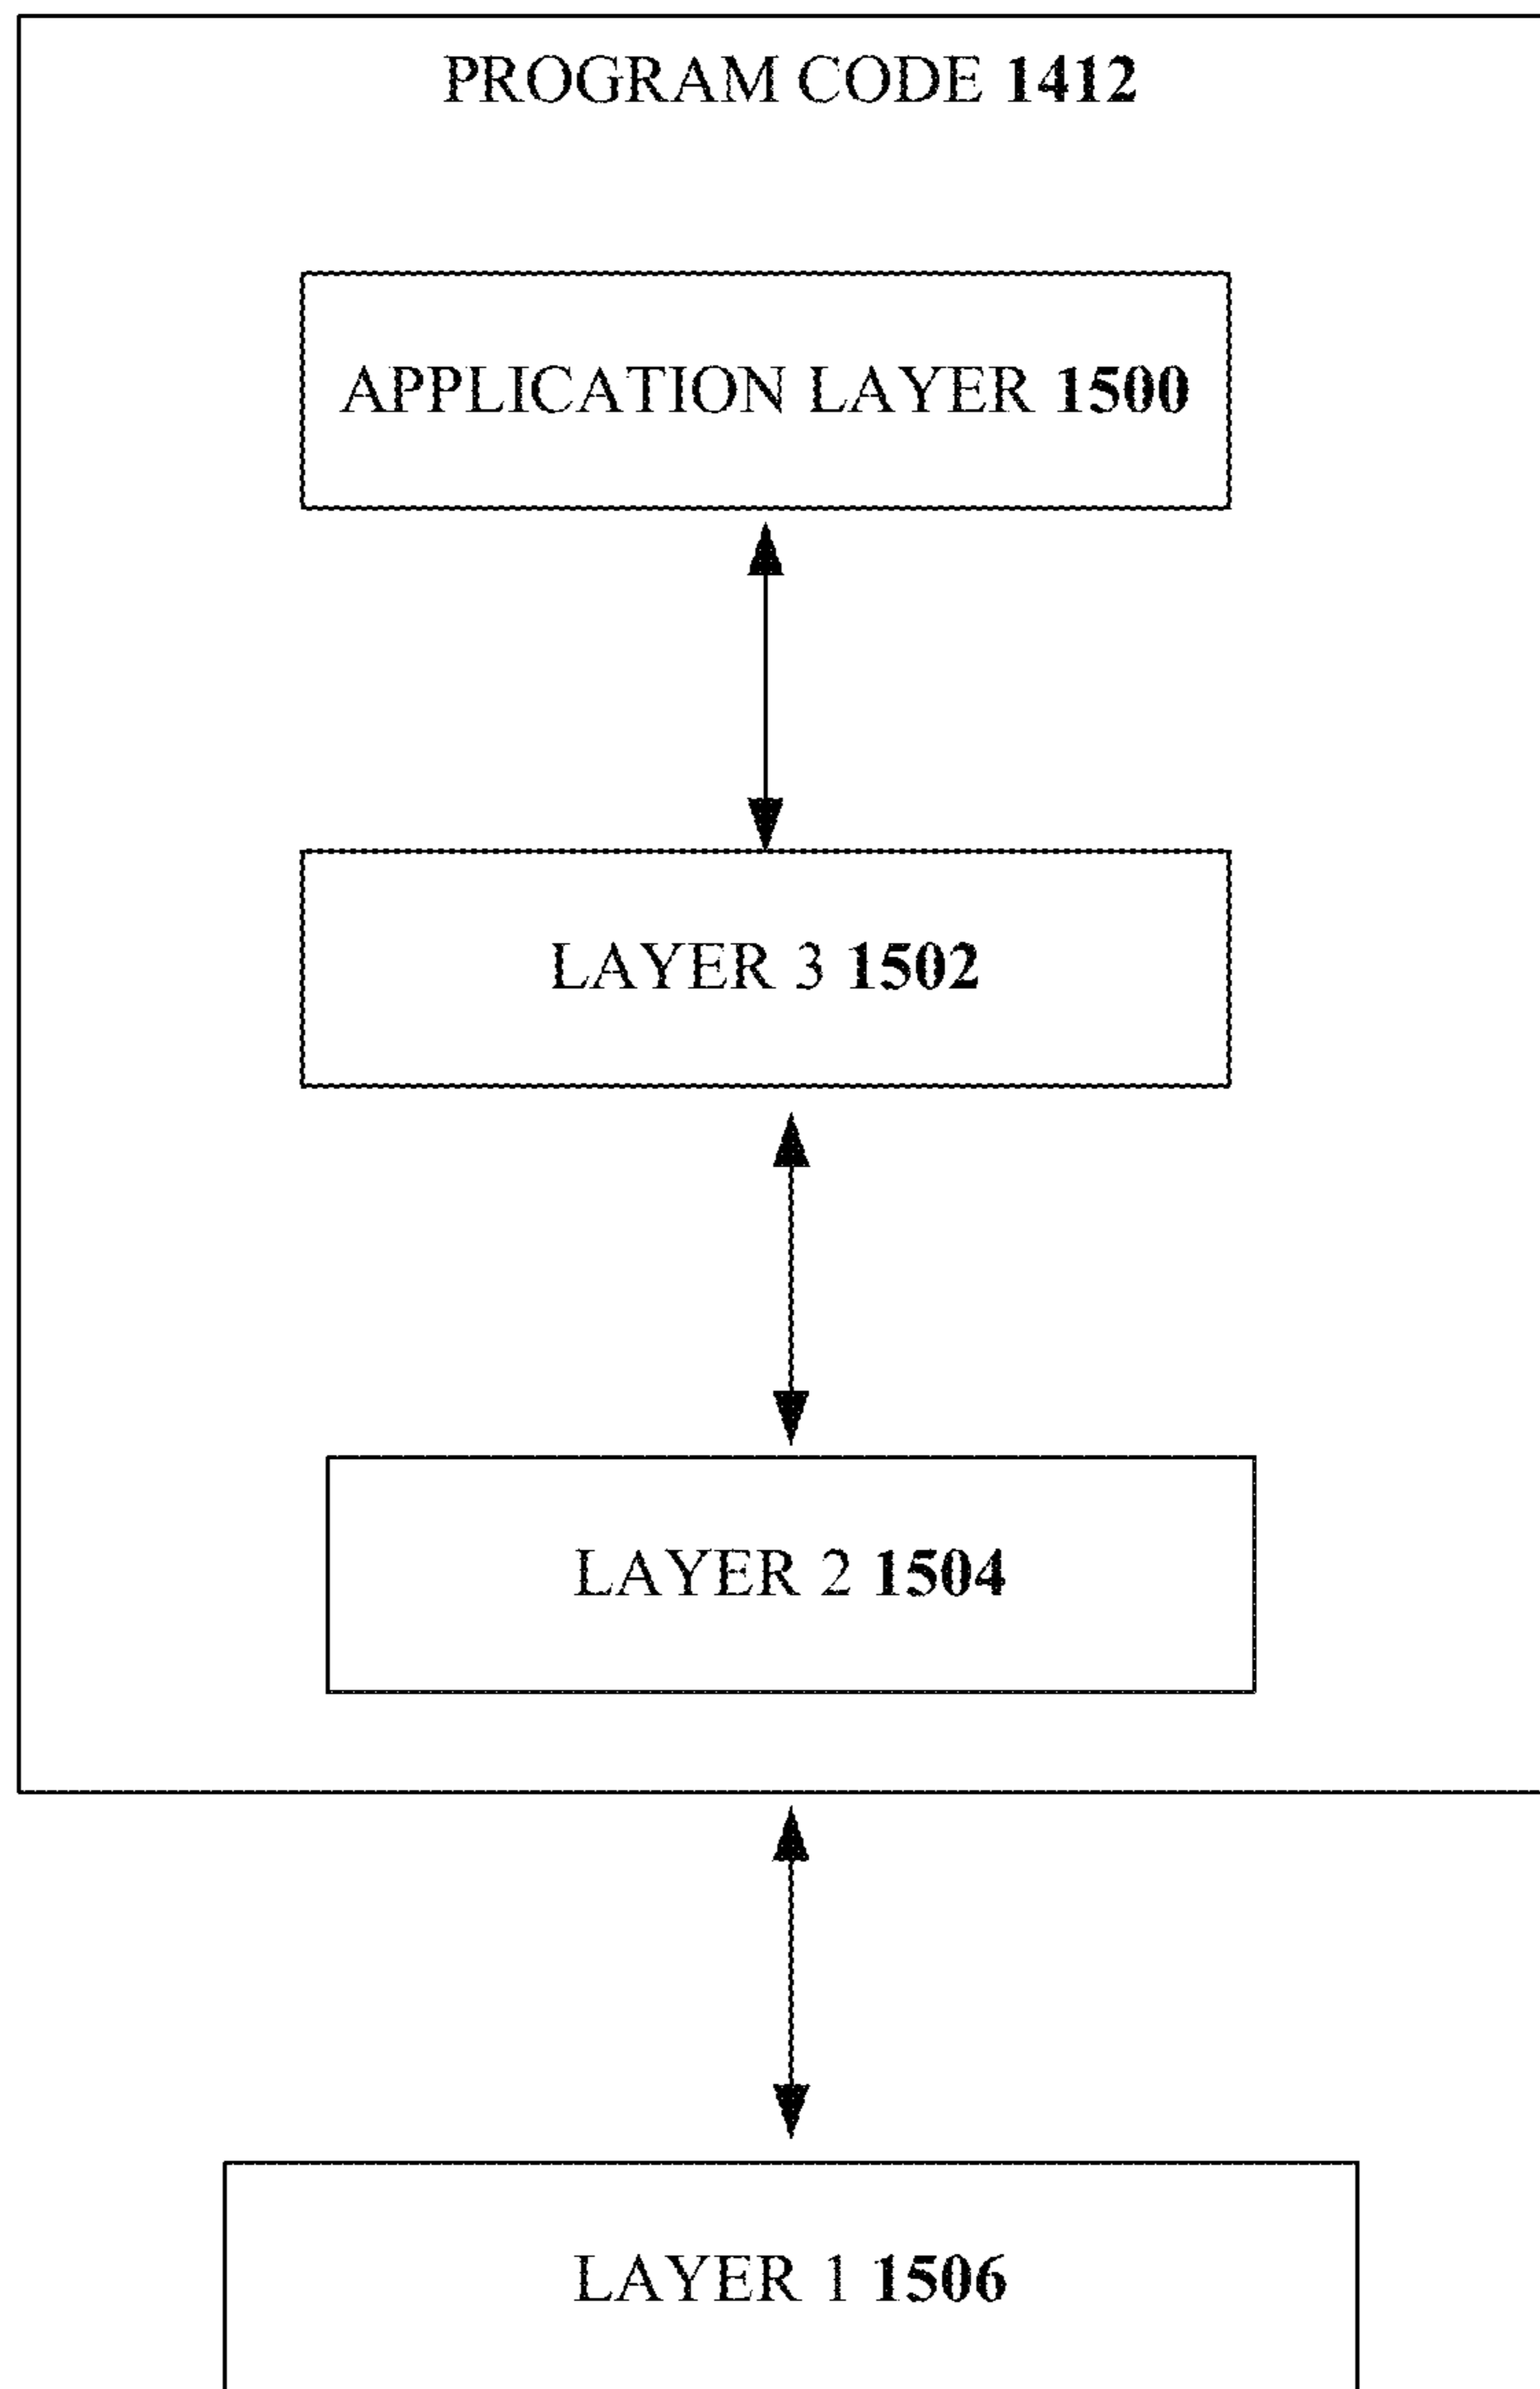 PROGRAM CODE 1412
APPLICATION LAYER 1500
LAYER 3 1502
LAYER 2 1504
LAYER 1 1506